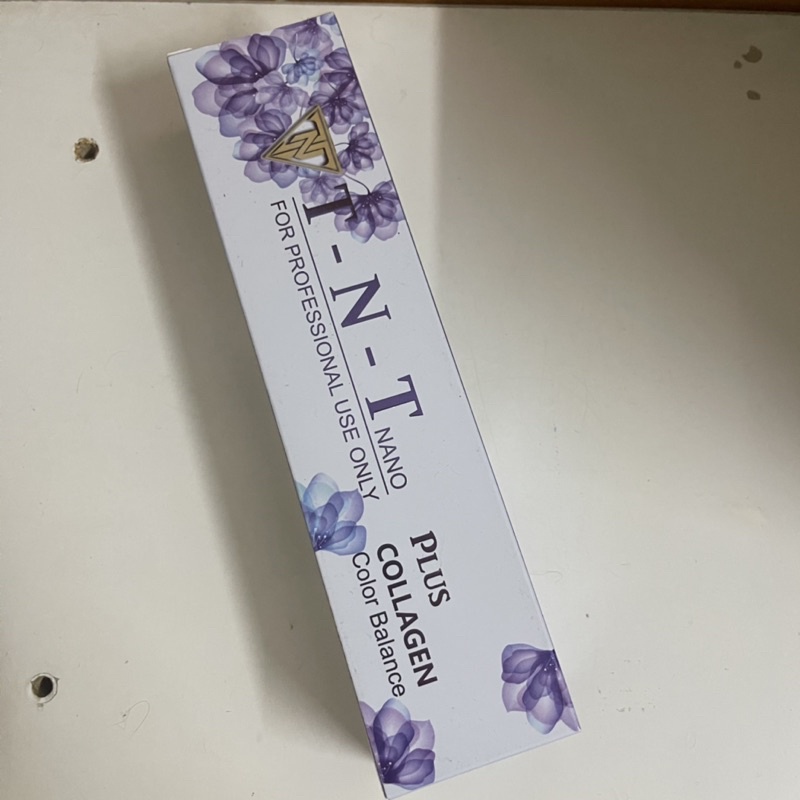 T-N-T NANO
FOR PROFESSIONAL USE ONLY
PLUS
COLLAGEN
Color Balance